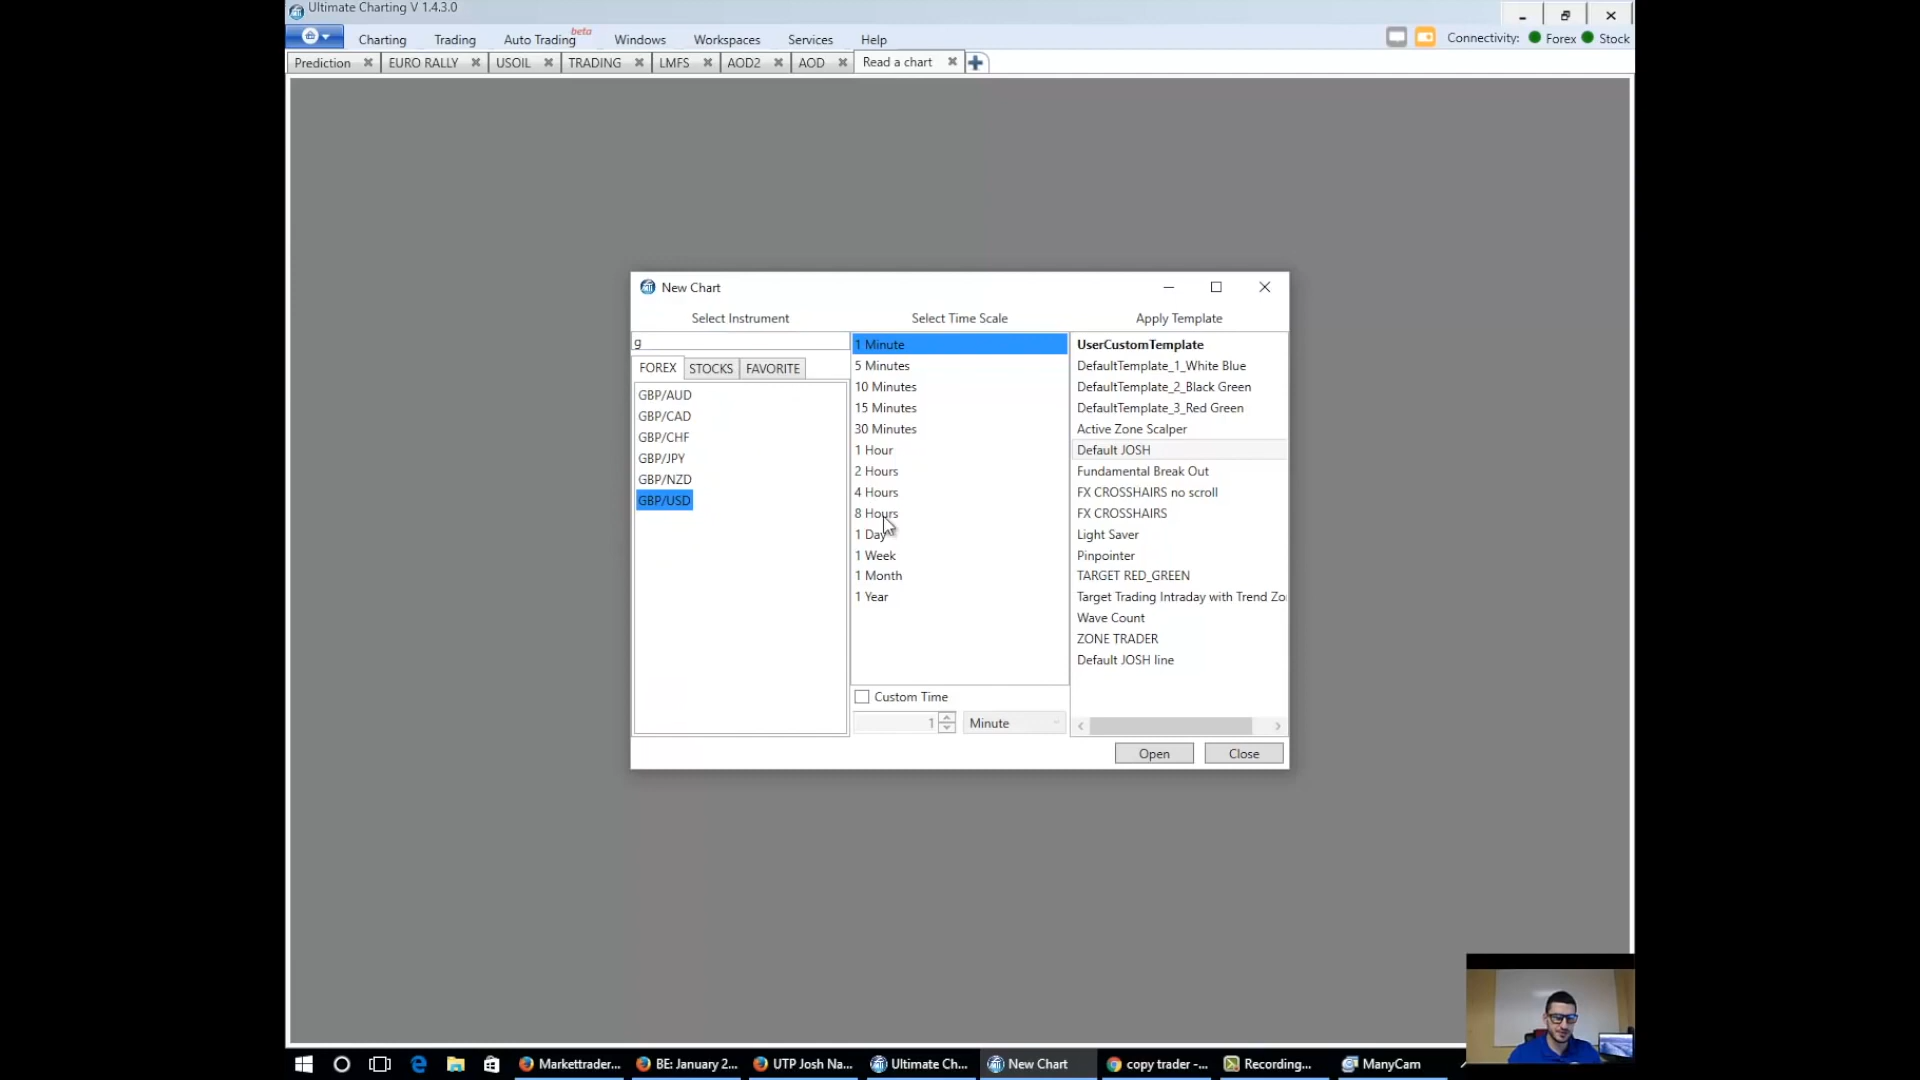 Ultimate Charting V 1.4.3.0
Charting Trading Auto Trading beta Windows Workspaces Services Help Connectivity: Forex Stock
Prediction EURO RALLY USOIL TRADING LMFS AOD2 AOD Read a chart
New Chart
Select Instrument Select Time Scale Apply Template
g
FOREX STOCKS FAVORITE
GBP/AUD
GBP/CAD
GBP/CHF
GBP/JPY
GBP/NZD
GBP/USD
1 Minute
5 Minutes
10 Minutes
15 Minutes
30 Minutes
1 Hour
2 Hours
4 Hours
8 Hours
1 Day
1 Week
1 Month
1 Year
Custom Time
1 Minute
UserCustomTemplate
DefaultTemplate_1_White Blue
DefaultTemplate_2_Black Green
DefaultTemplate_3_Red Green
Active Zone Scalper
Default JOSH
Fundamental Break Out
FX CROSSHAIRS no scroll
FX CROSSHAIRS
Light Saver
Pinpointer
TARGET RED_GREEN
Target Trading Intraday with Trend Zo
Wave Count
ZONE TRADER
Default JOSH line
Open Close
Markettrader... BE: January 2... UTP Josh Na... Ultimate Ch... New Chart copy trader -... Recording... ManyCam